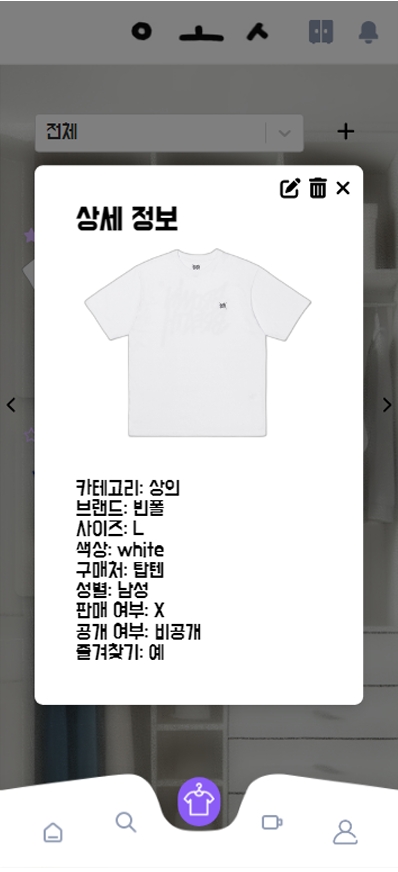 ㅇㅗㅅ
전체
상세 정보
카테고리: 상의
브랜드: 빈폴
사이즈: L
색상: white
구매처: 탑텐
성별: 남성
판매 여부: X
공개 여부: 비공개
즐겨찾기: 예